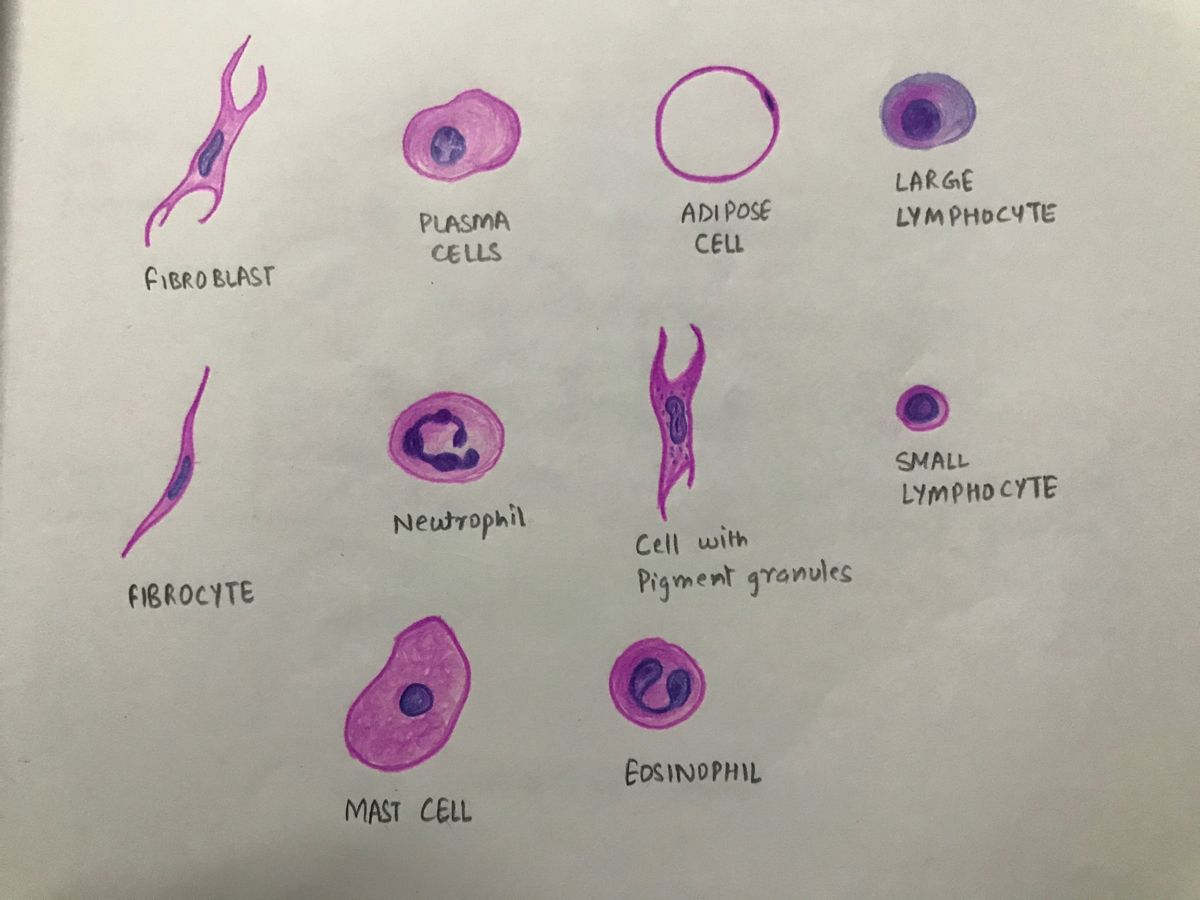 FIBROBLAST
PLASMA
CELLS
ADIPOSE
CELL
LARGE
LYMPHOCYTE
FIBROCYTE
Neutrophil
Cell with
Pigment granules
SMALL
LYMPHOCYTE
MAST CELL
EOSINOPHIL